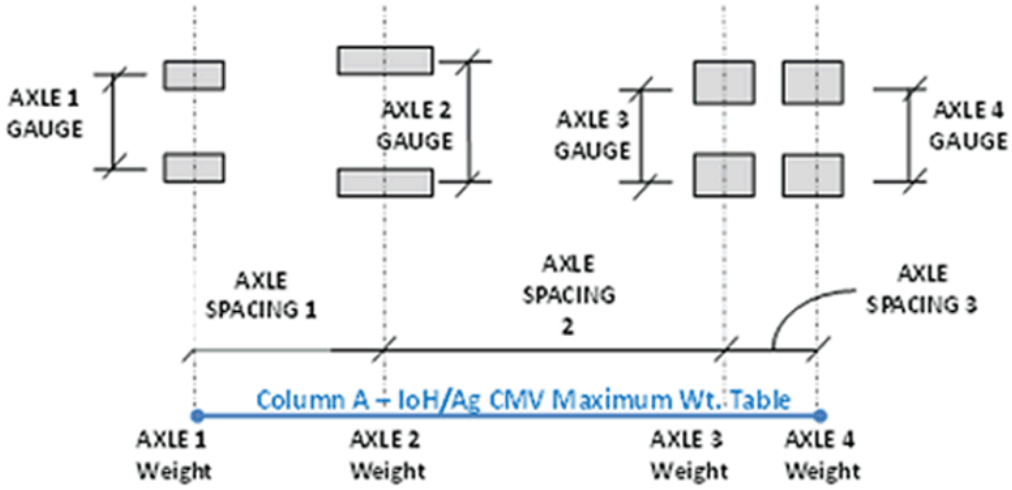 AXLE 1
GAUGE
AXLE 2
GAUGE
AXLE 3
GAUGE
AXLE 4
GAUGE
AXLE
SPACING 1
AXLE
SPACING
2
AXLE
SPACING 3
Column A – IoH/Ag CMV Maximum Wt. Table
AXLE 1
Weight
AXLE 2
Weight
AXLE 3
Weight
AXLE 4
Weight